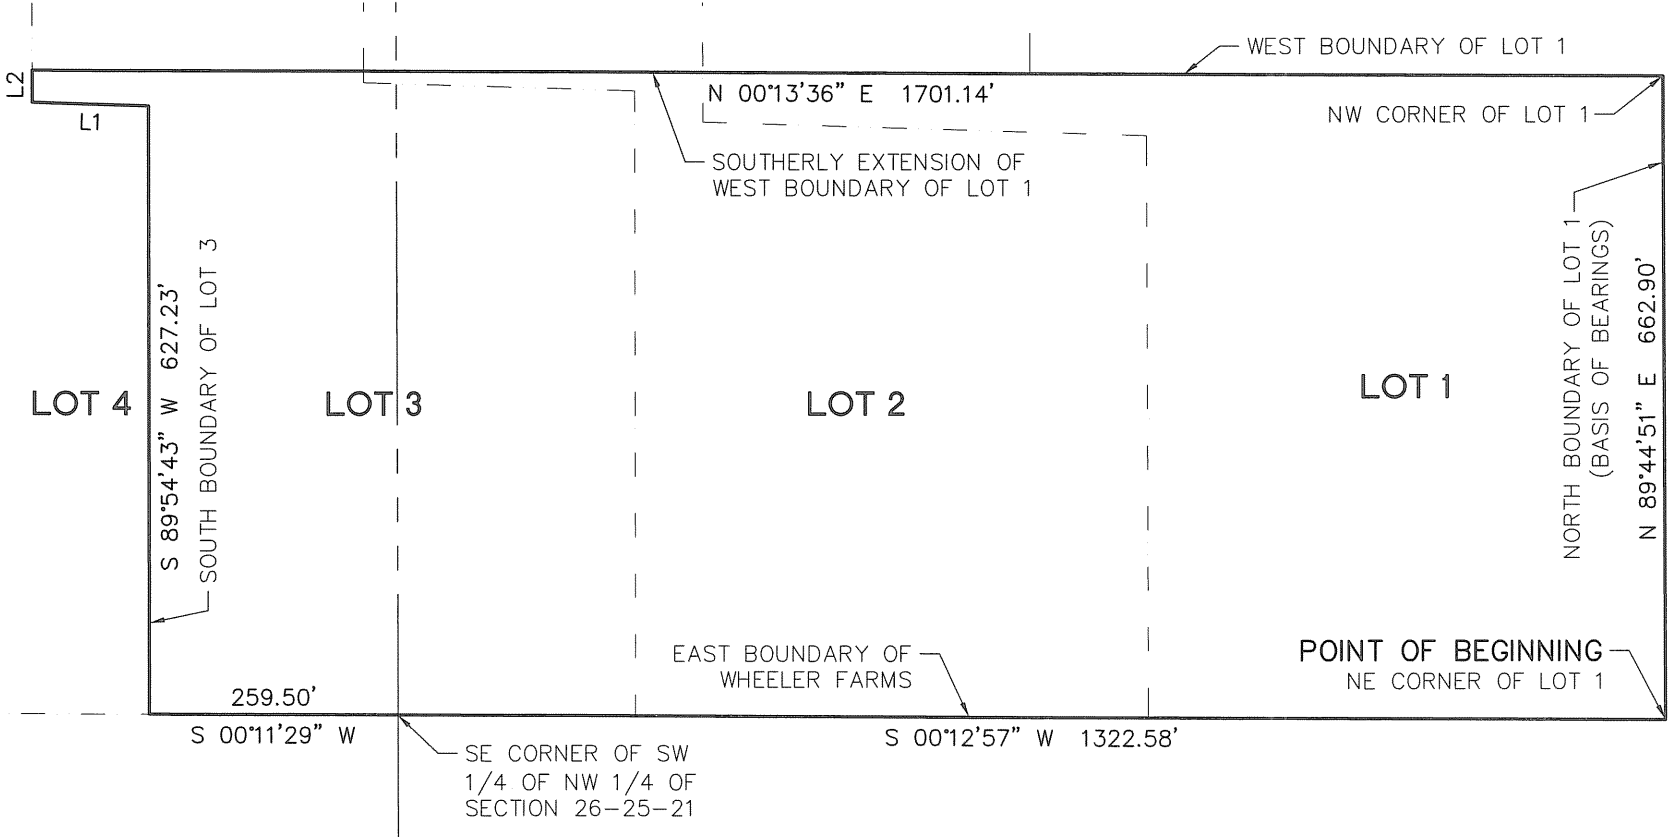 WEST BOUNDARY OF LOT 1
L2
N 00°13'36" E 1701.14'
NW CORNER OF LOT 1
L1
SOUTHERLY EXTENSION OF
WEST BOUNDARY OF LOT 1
S 89°54'43" W 627.23'
SOUTH BOUNDARY OF LOT 3
NORTH BOUNDARY OF LOT 1
(BASIS OF BEARINGS)
N 89°44'51" E 662.90'
LOT 4
LOT 3
LOT 2
LOT 1
EAST BOUNDARY OF
WHEELER FARMS
POINT OF BEGINNING
NE CORNER OF LOT 1
259.50'
S 00°11'29" W
S 00°12'57" W 1322.58'
SE CORNER OF SW
1/4 OF NW 1/4 OF
SECTION 26-25-21